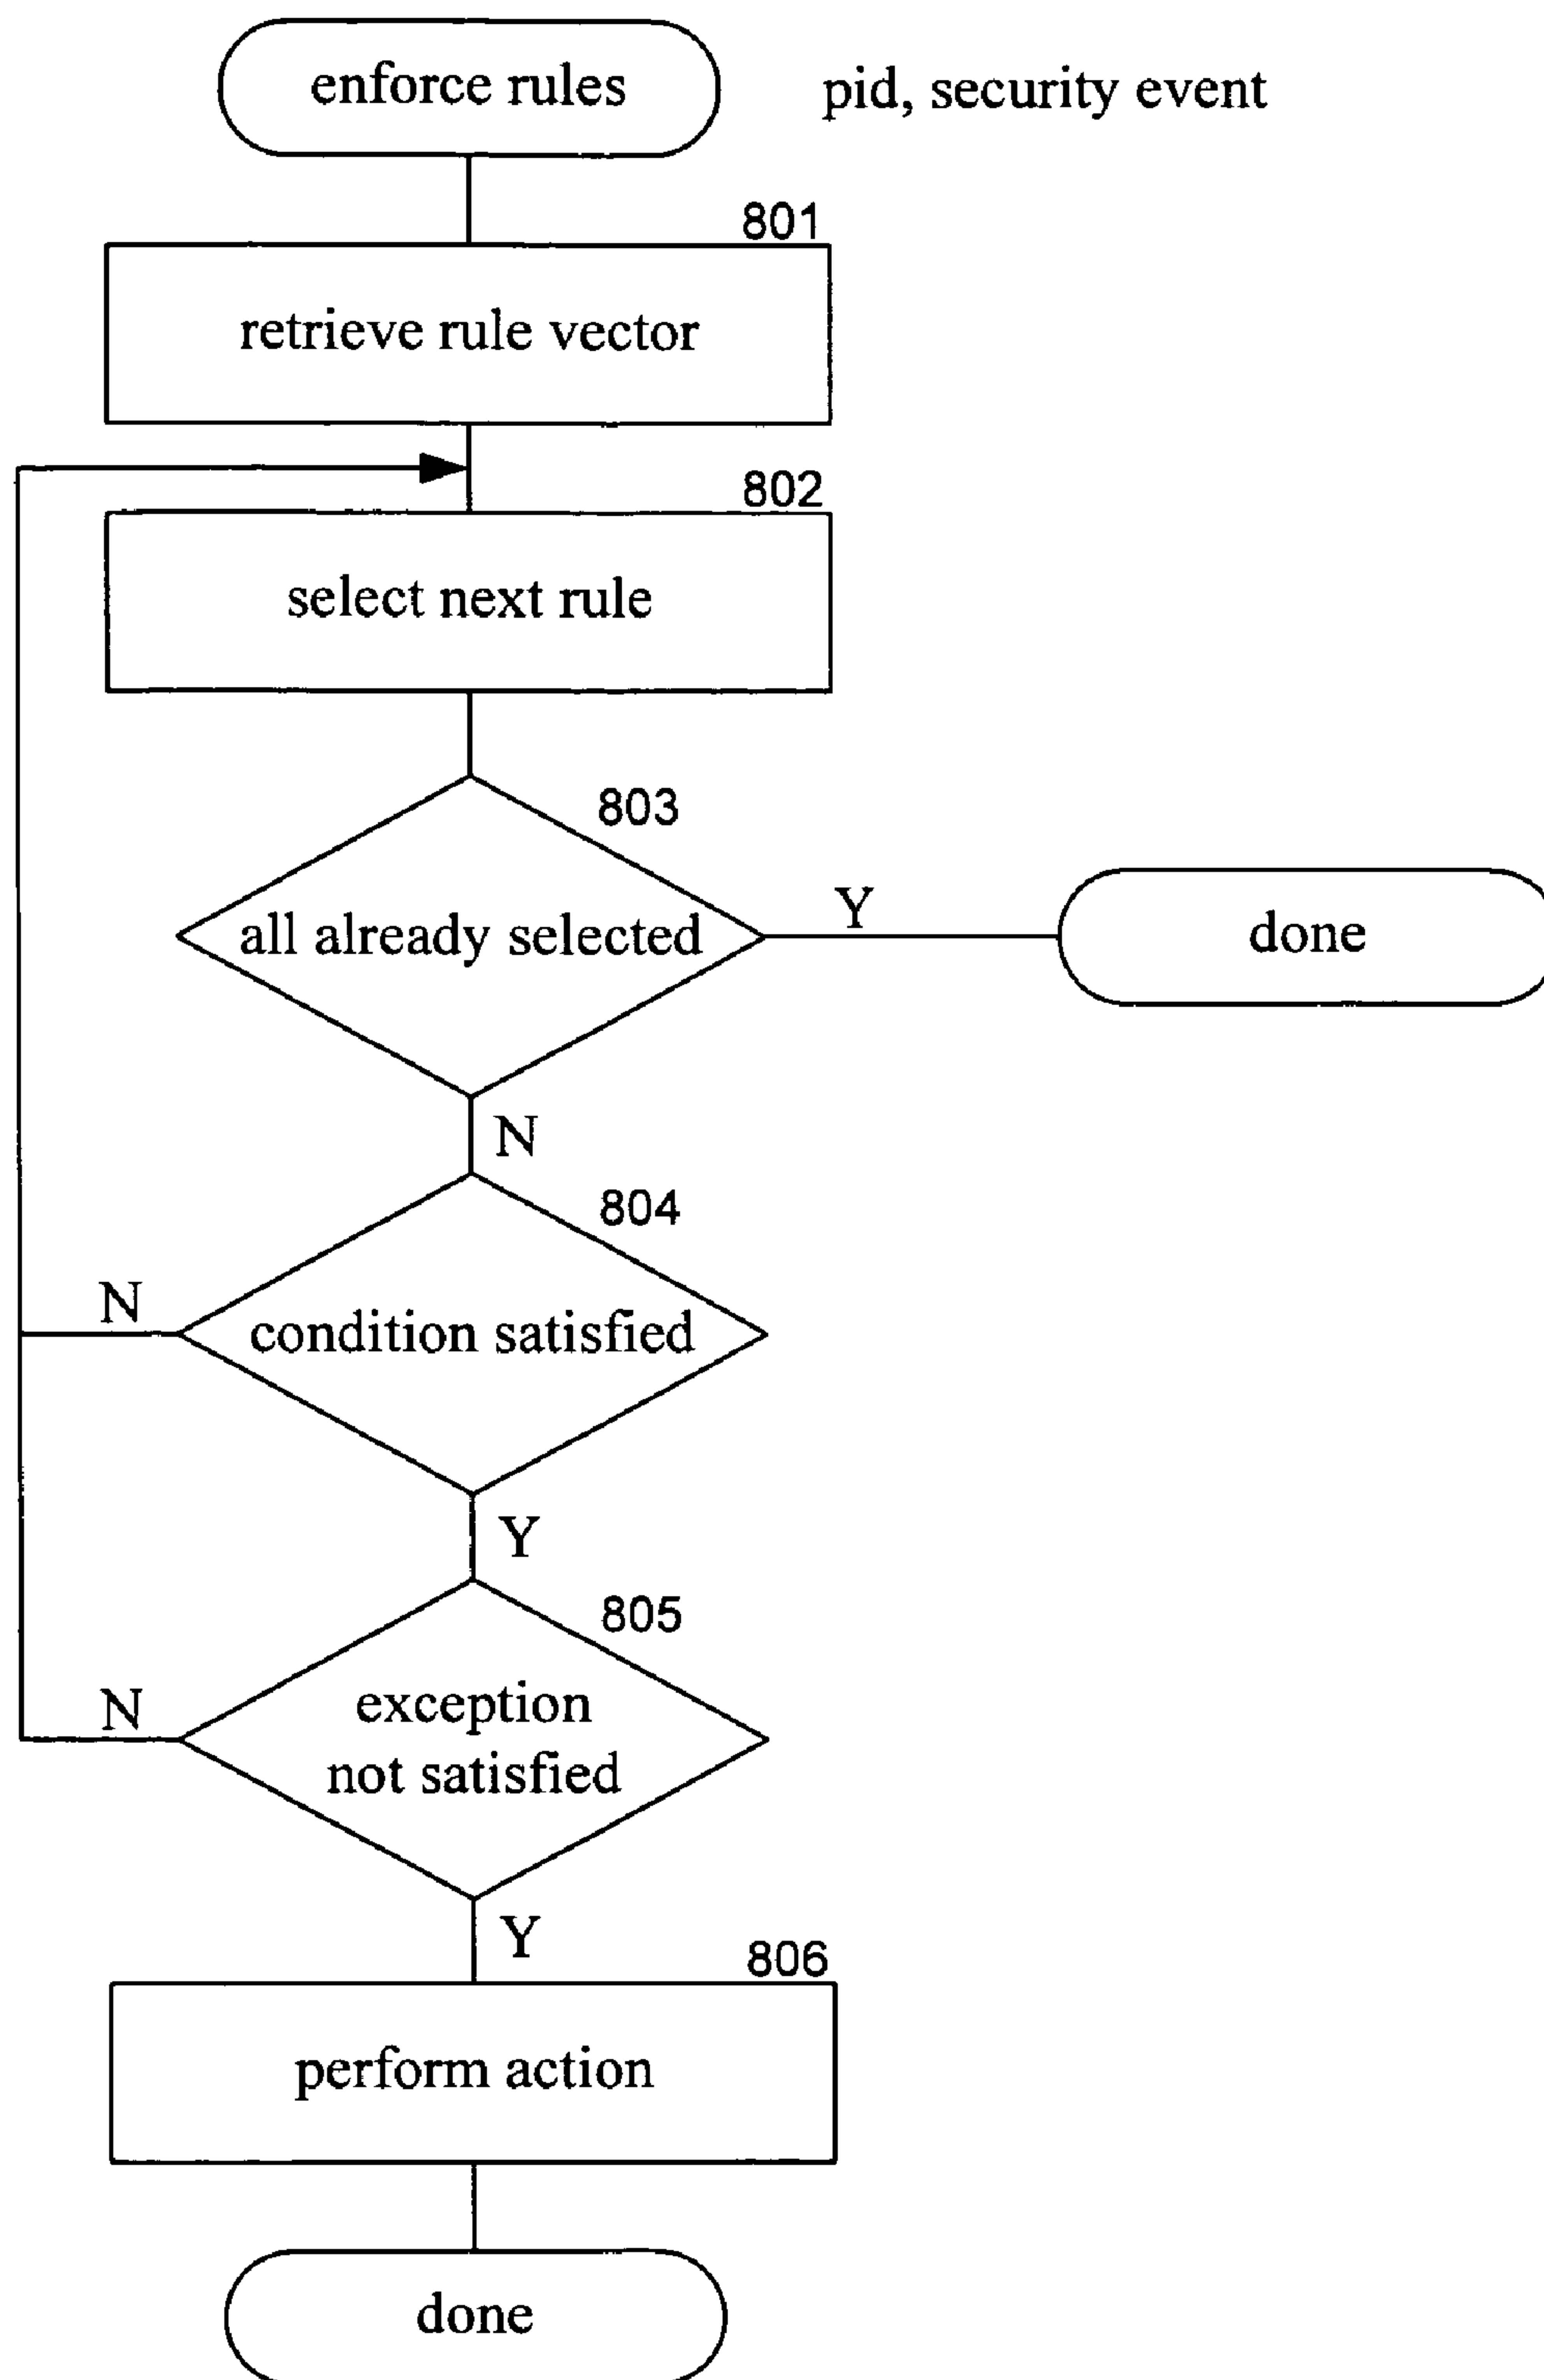 enforce rules
pid, security event
801
retrieve rule vector
802
select next rule
803
all already selected
Y
done
N
804
condition satisfied
N
Y
805
exception
not satisfied
N
Y
806
perform action
done